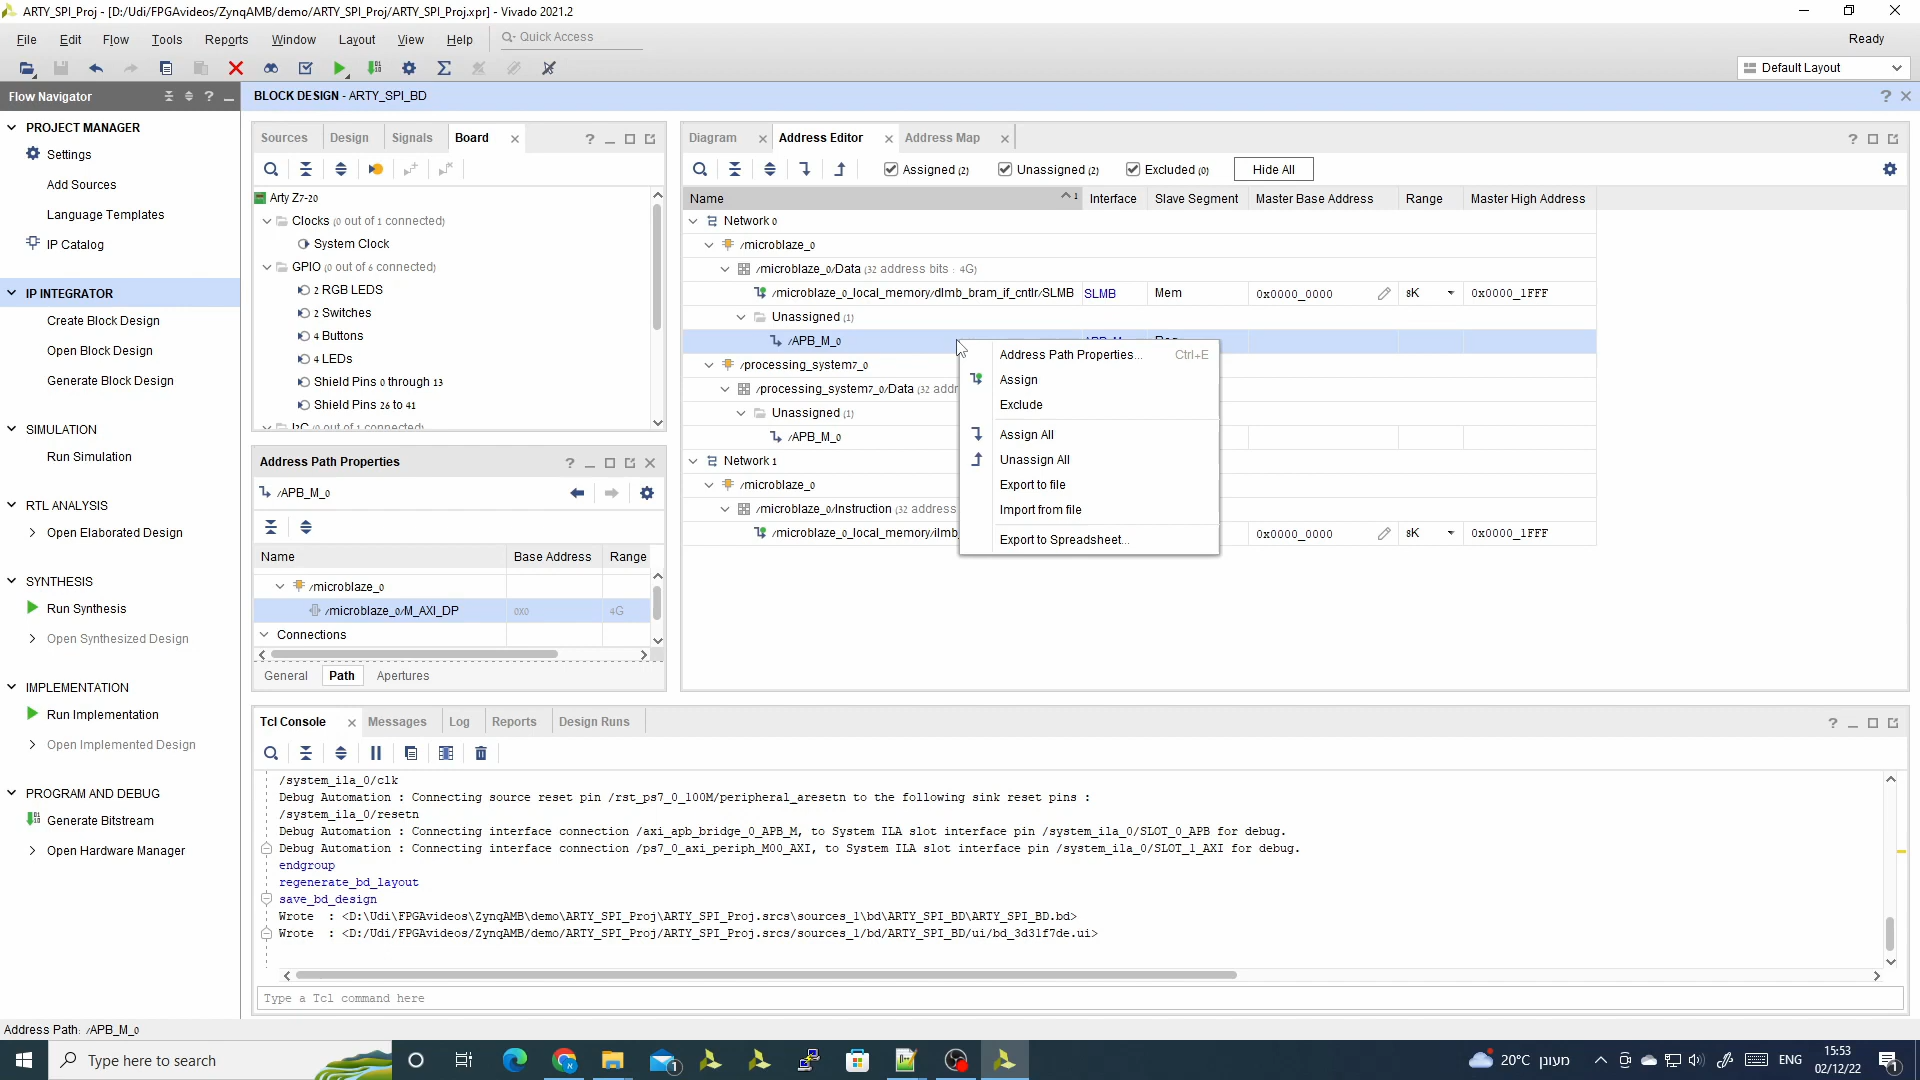 ARTY_SPI_Proj - [D:/Udi/FPGAvideos/ZynqAMB/demo/ARTY_SPI_Proj/ARTY_SPI_Proj.xpr] - Vivado 2021.2
File Edit Flow Tools Reports Window Layout View Help Quick Access
Ready
Default Layout
Flow Navigator
BLOCK DESIGN - ARTY_SPI_BD
PROJECT MANAGER
Settings
Add Sources
Language Templates
IP Catalog
IP INTEGRATOR
Create Block Design
Open Block Design
Generate Block Design
SIMULATION
Run Simulation
RTL ANALYSIS
Open Elaborated Design
SYNTHESIS
Run Synthesis
Open Synthesized Design
IMPLEMENTATION
Run Implementation
Open Implemented Design
PROGRAM AND DEBUG
Generate Bitstream
Open Hardware Manager
Sources Design Signals Board
Arty Z7-20
Clocks (0 out of 1 connected)
System Clock
GPIO (0 out of 6 connected)
2 RGB LEDS
2 Switches
4 Buttons
4 LEDs
Shield Pins 0 through 13
Shield Pins 26 to 41
I2C (0 out of 1 connected)
Address Path Properties
/APB_M_0
Name Base Address Range
/microblaze_0
/microblaze_0/M_AXI_DP 0x0 4G
Connections
General Path Apertures
Diagram Address Editor Address Map
Assigned (2) Unassigned (2) Excluded (0) Hide All
Name 1 Interface Slave Segment Master Base Address Range Master High Address
Network 0
/microblaze_0
/microblaze_0/Data (32 address bits : 4G)
/microblaze_0_local_memory/dlmb_bram_if_cntlr/SLMB SLMB Mem 0x0000_0000 8K 0x0000_1FFF
Unassigned (1)
/APB_M_0
/processing_system7_0
/processing_system7_0/Data (32 addr
Unassigned (1)
/APB_M_0
Network 1
/microblaze_0
/microblaze_0/Instruction (32 address
/microblaze_0_local_memory/ilmb_ 0x0000_0000 8K 0x0000_1FFF
Address Path Properties... Ctrl+E
Assign
Exclude
Assign All
Unassign All
Export to file
Import from file
Export to Spreadsheet...
Tcl Console Messages Log Reports Design Runs
/system_ila_0/clk
Debug Automation : Connecting source reset pin /rst_ps7_0_100M/peripheral_aresetn to the following sink reset pins :
/system_ila_0/resetn
Debug Automation : Connecting interface connection /axi_apb_bridge_0_APB_M, to System ILA slot interface pin /system_ila_0/SLOT_0_APB for debug.
Debug Automation : Connecting interface connection /ps7_0_axi_periph_M00_AXI, to System ILA slot interface pin /system_ila_0/SLOT_1_AXI for debug.
endgroup
regenerate_bd_layout
save_bd_design
Wrote : <D:\Udi\FPGAvideos\ZynqAMB\demo\ARTY_SPI_Proj\ARTY_SPI_Proj.srcs\sources_1\bd\ARTY_SPI_BD\ARTY_SPI_BD.bd>
Wrote : <D:/Udi/FPGAvideos/ZynqAMB/demo/ARTY_SPI_Proj/ARTY_SPI_Proj.srcs/sources_1/bd/ARTY_SPI_BD/ui/bd_3d31f7de.ui>
Type a Tcl command here
Address Path: /APB_M_0
Type here to search
20°C מעונן
ENG
15:53
02/12/22